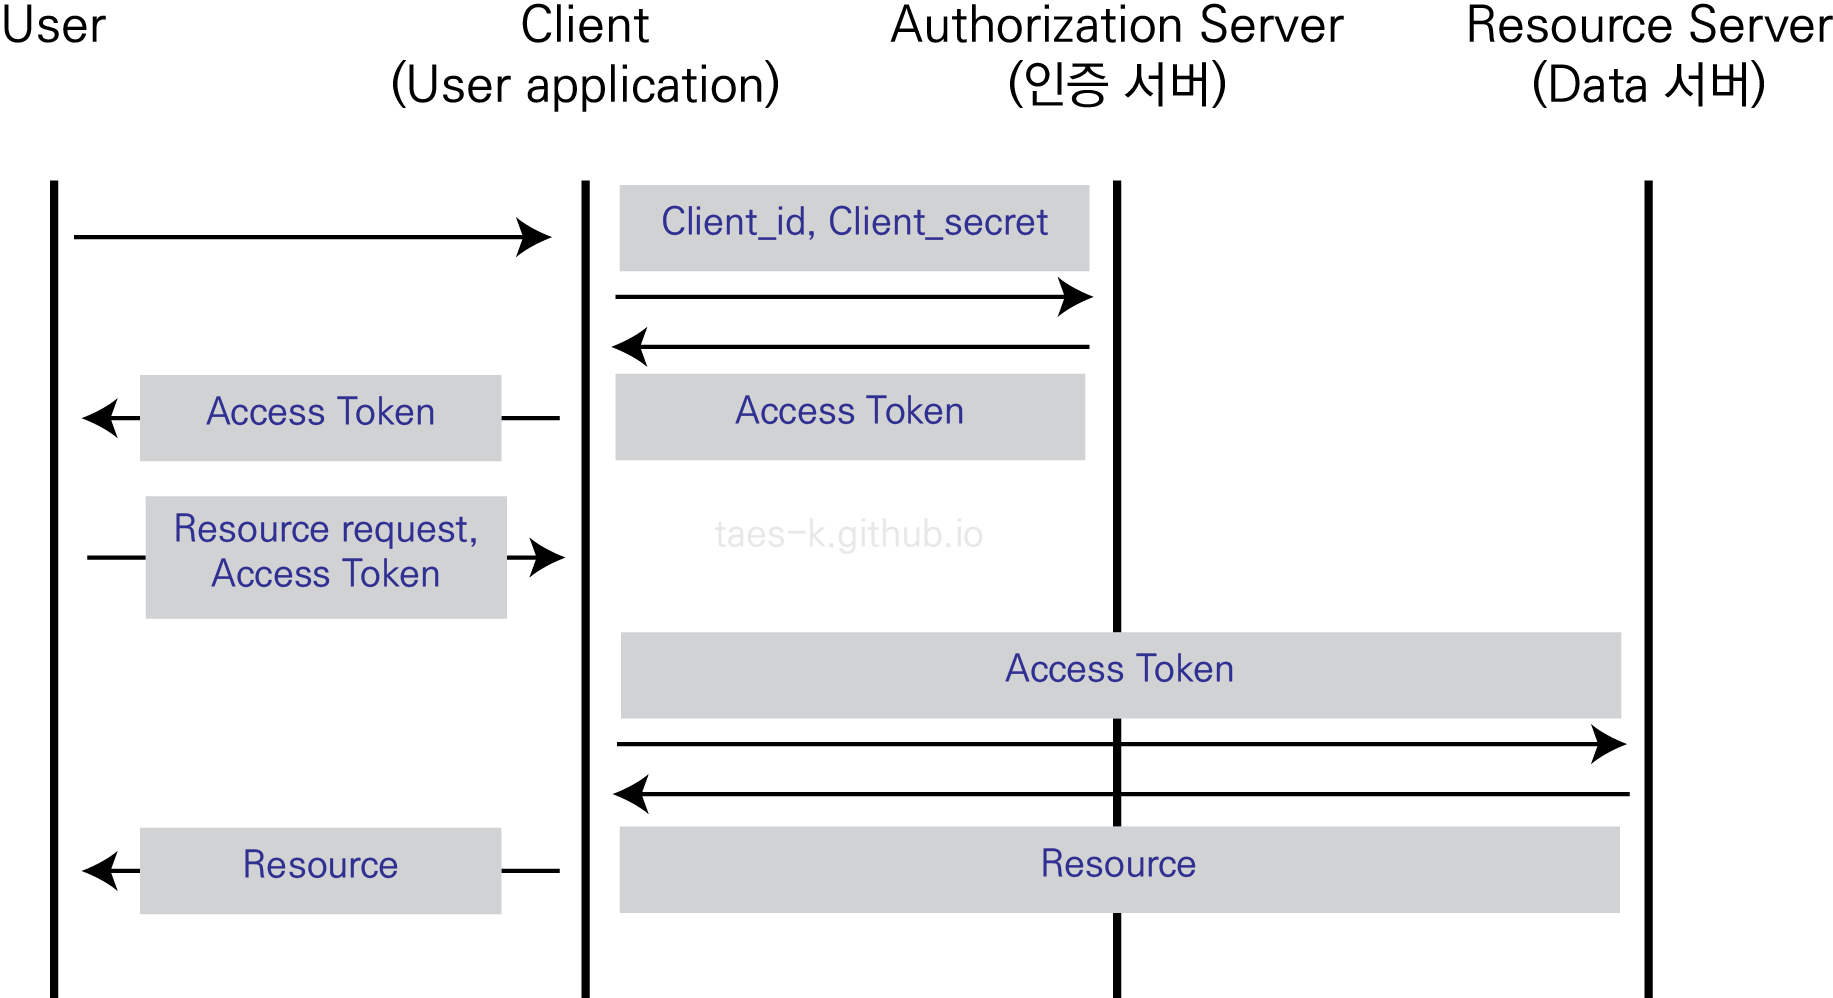 User
Client
(User application)
Authorization Server
(인증 서버)
Resource Server
(Data 서버)
Client_id, Client_secret
Access Token
Access Token
Resource request,
Access Token
taes-k.github.io
Access Token
Resource
Resource